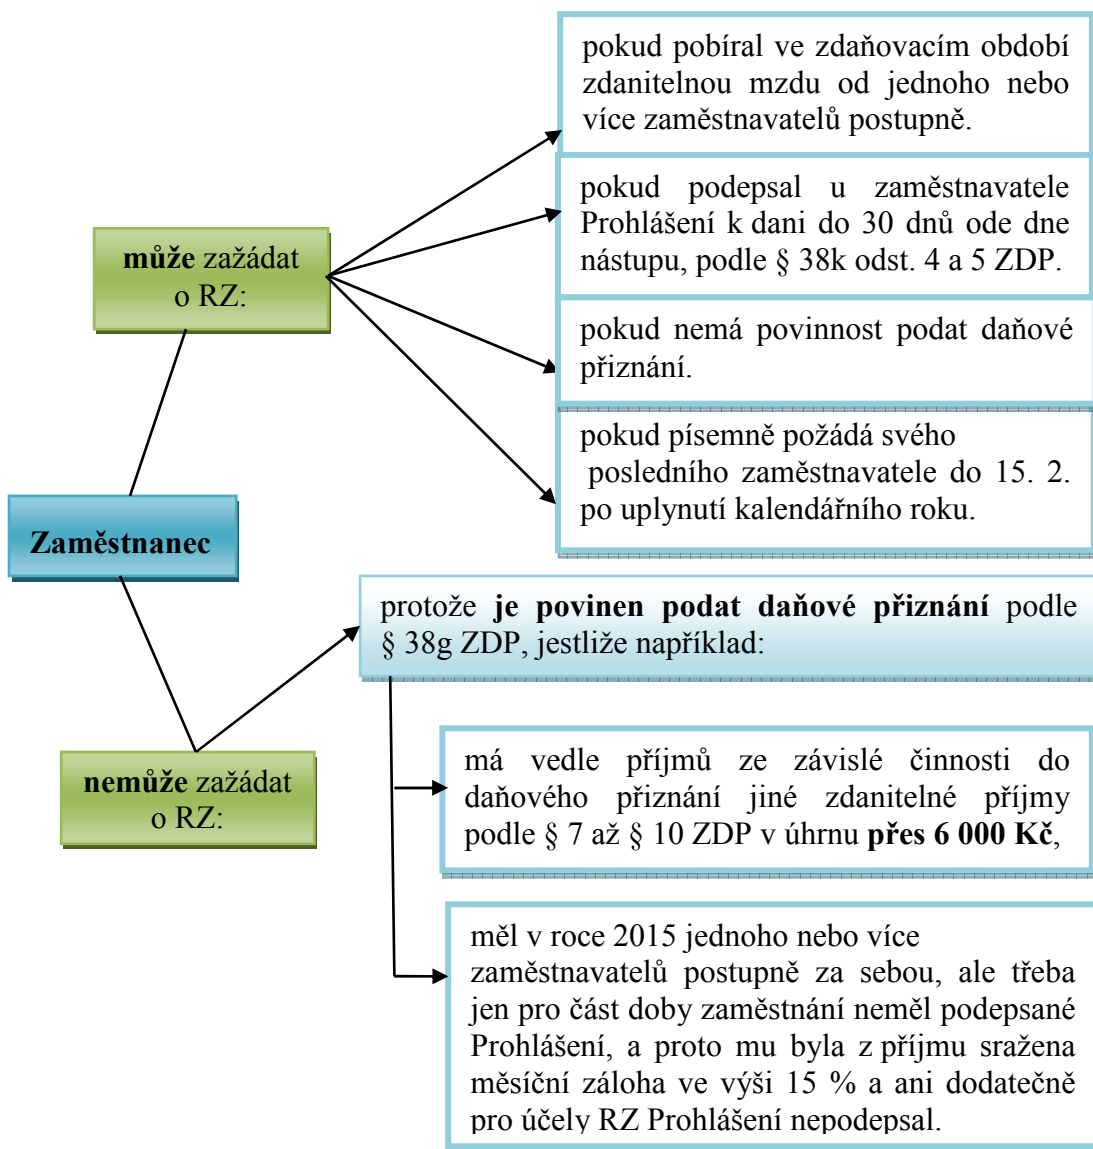 pokud pobíral ve zdaňovacím období
zdanitelnou mzdu od jednoho nebo
více zaměstnavatelů postupně.
pokud podepsal u zaměstnavatele
Prohlášení k dani do 30 dnů ode dne
nástupu, podle § 38k odst. 4 a 5 ZDP.
může zažádat
o RZ:
pokud nemá povinnost podat daňové
přiznání.
pokud písemně požádá svého
posledního zaměstnavatele do 15. 2.
po uplynutí kalendářního roku.
Zaměstnanec
protože je povinen podat daňové přiznání podle
§ 38g ZDP, jestliže například:
nemůže zažádat
o RZ:
má vedle příjmů ze závislé činnosti do
daňového přiznání jiné zdanitelné příjmy
podle § 7 až § 10 ZDP v úhrnu přes 6 000 Kč,
měl v roce 2015 jednoho nebo více
zaměstnavatelů postupně za sebou, ale třeba
jen pro část doby zaměstnání neměl podepsané
Prohlášení, a proto mu byla z příjmu sražena
měsíční záloha ve výši 15 % a ani dodatečně
pro účely RZ Prohlášení nepodepsal.